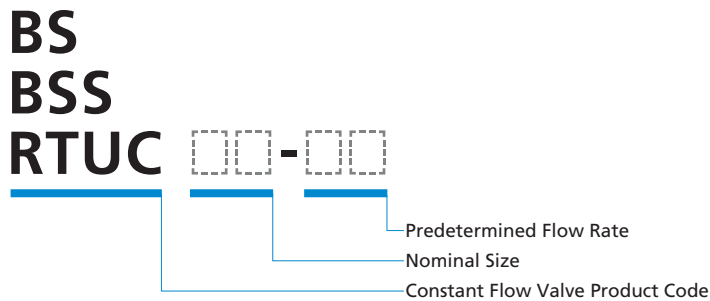 BS
BSS
RTUC -
Predetermined Flow Rate
Nominal Size
Constant Flow Valve Product Code